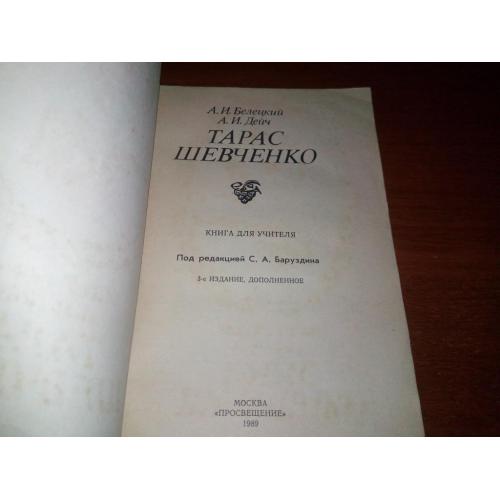 А. И. Белецкий
А. И. Дейч
ТАРАС
ШЕВЧЕНКО
КНИГА ДЛЯ УЧИТЕЛЯ
Под редакцией С. А. Баруздина
3-е ИЗДАНИЕ, ДОПОЛНЕННОЕ
МОСКВА
«ПРОСВЕЩЕНИЕ»
1989